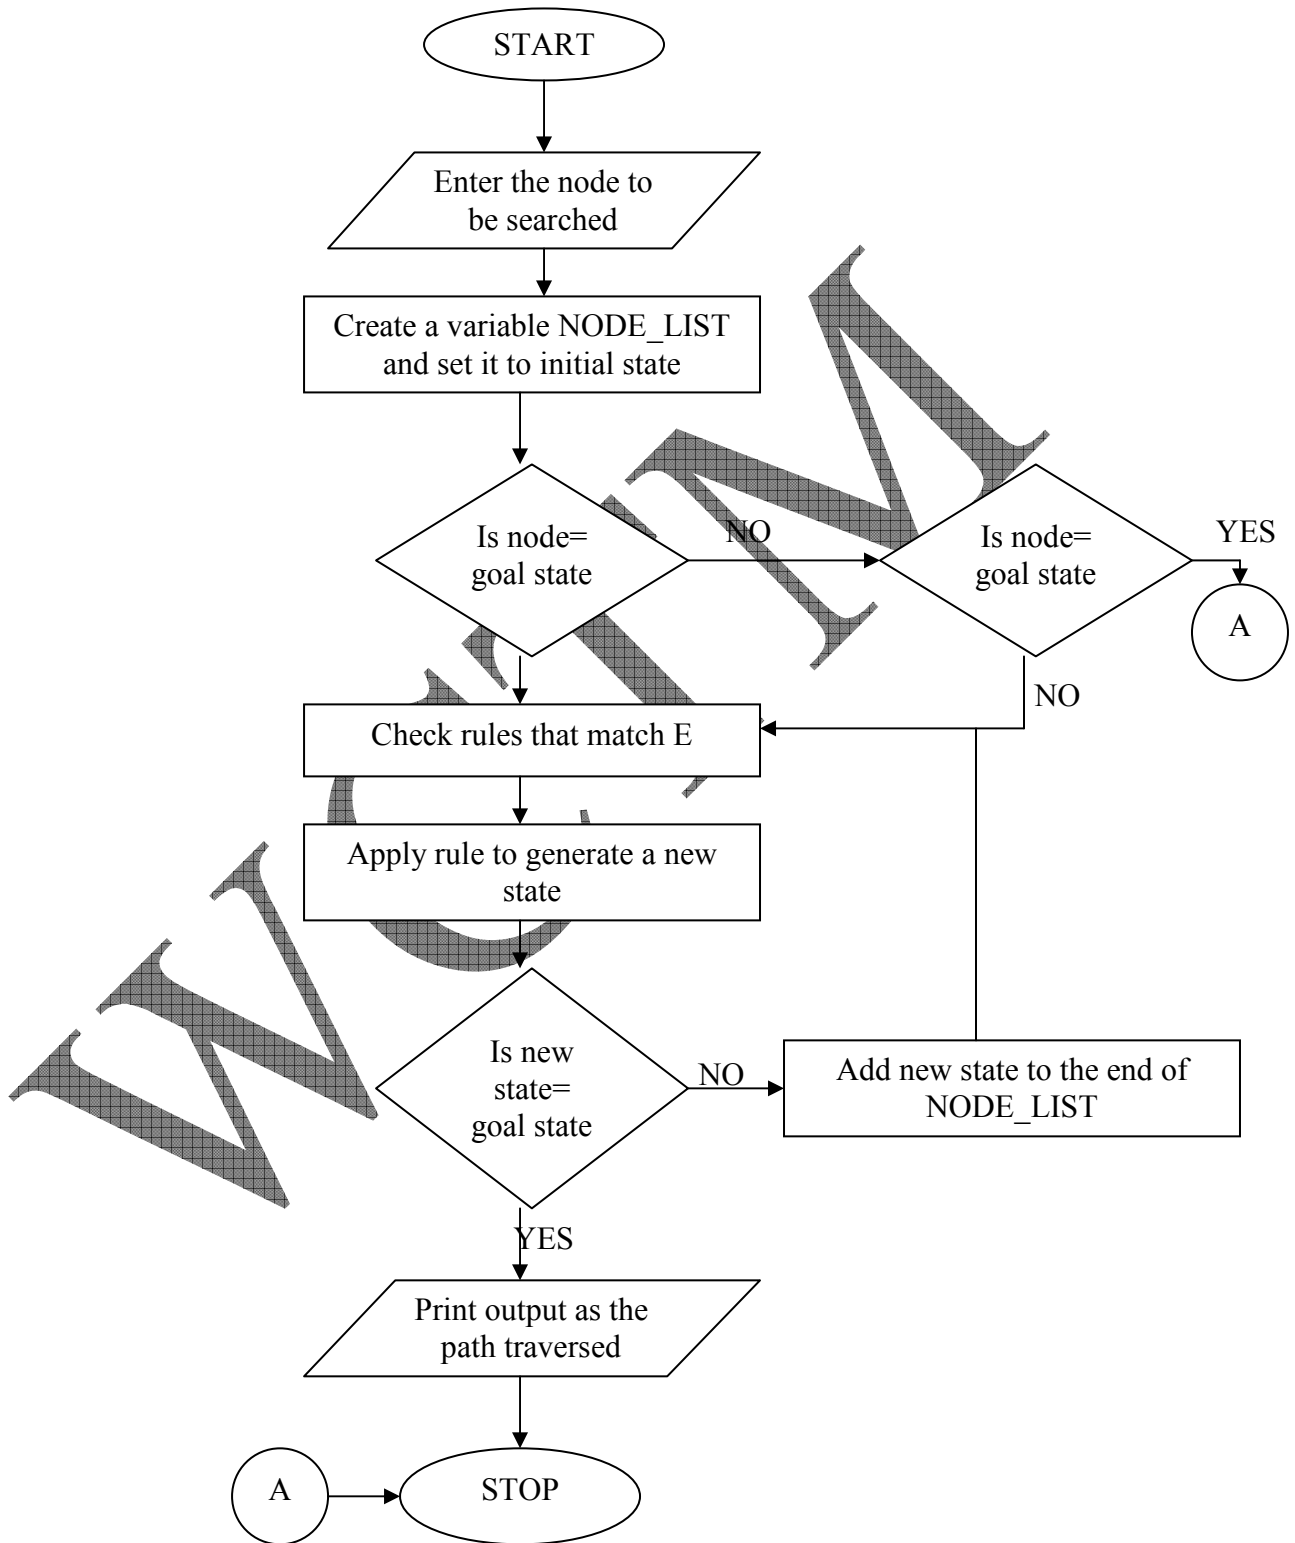 START
Enter the node to
be searched
Create a variable NODE_LIST
and set it to initial state
Is node=
goal state
NO
Is node=
goal state
YES
A
NO
Check rules that match E
Apply rule to generate a new
state
Is new
state=
goal state
NO
Add new state to the end of
NODE_LIST
YES
Print output as the
path traversed
A
STOP
WCTM